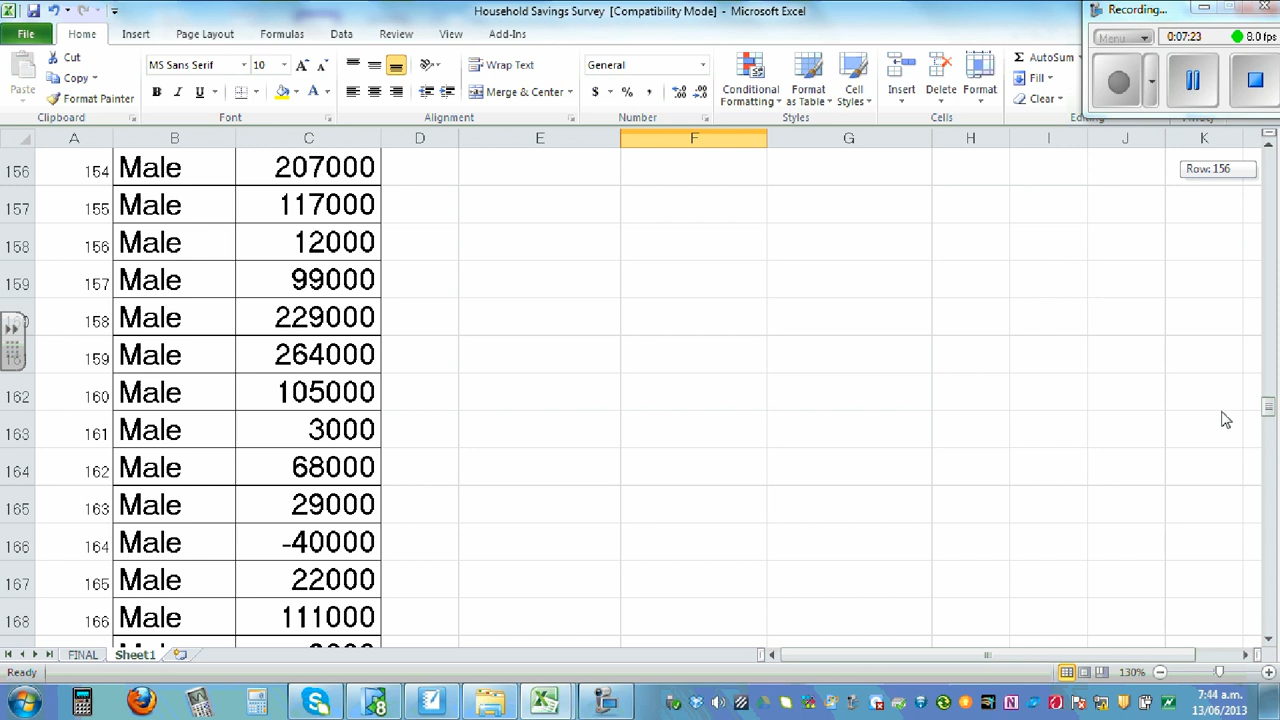 Household Savings Survey [Compatibility Mode] - Microsoft Excel
Recording...
File Home Insert Page Layout Formulas Data Review View Add-Ins
Menu 0:07:23 8.0 fps
Paste
Cut
Copy
Format Painter
MS Sans Serif 10
B I U
Wrap Text
Merge & Center
General
$ % ,
Conditional Formatting
Format as Table
Cell Styles
Insert
Delete
Format
Σ AutoSum
Fill
Clear
Clipboard Font Alignment Number Styles Cells
A B C D E F G H I J K
156 154 Male 207000
Row: 156
157 155 Male 117000
158 156 Male 12000
159 157 Male 99000
158 Male 229000
159 Male 264000
162 160 Male 105000
163 161 Male 3000
164 162 Male 68000
165 163 Male 29000
166 164 Male -40000
167 165 Male 22000
168 166 Male 111000
FINAL Sheet1
Ready 130%
7:44 a.m.
13/06/2013